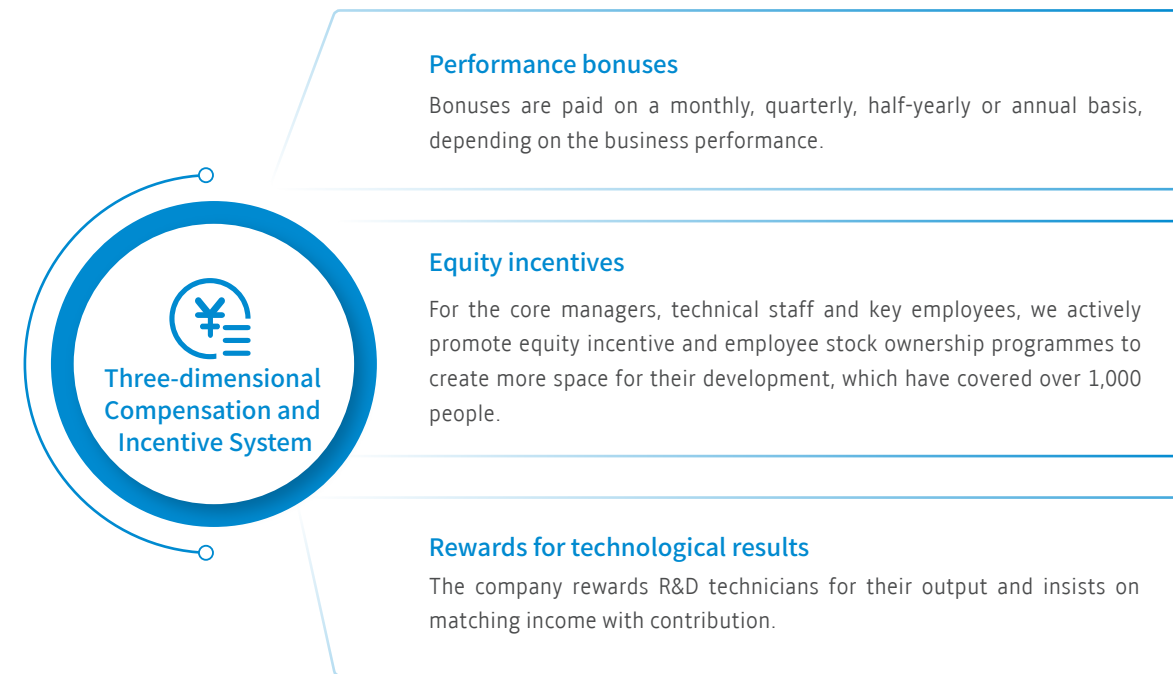 Performance bonuses
Bonuses are paid on a monthly, quarterly, half-yearly or annual basis,
depending on the business performance.
Equity incentives
For the core managers, technical staff and key employees, we actively
promote equity incentive and employee stock ownership programmes to
create more space for their development, which have covered over 1,000
people.
Three-dimensional
Compensation and
Incentive System
Rewards for technological results
The company rewards R&D technicians for their output and insists on
matching income with contribution.